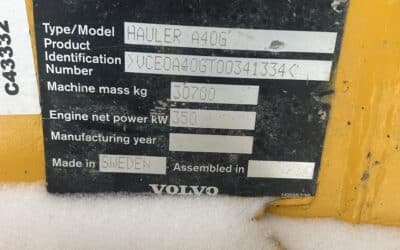 C43332
Type/Model HAULER A40G
Product
Identification
Number >VCE0A40GT00341334<
Machine mass kg 30700
Engine net power kW 350
Manufacturing year
Made in SWEDEN Assembled in
VOLVO